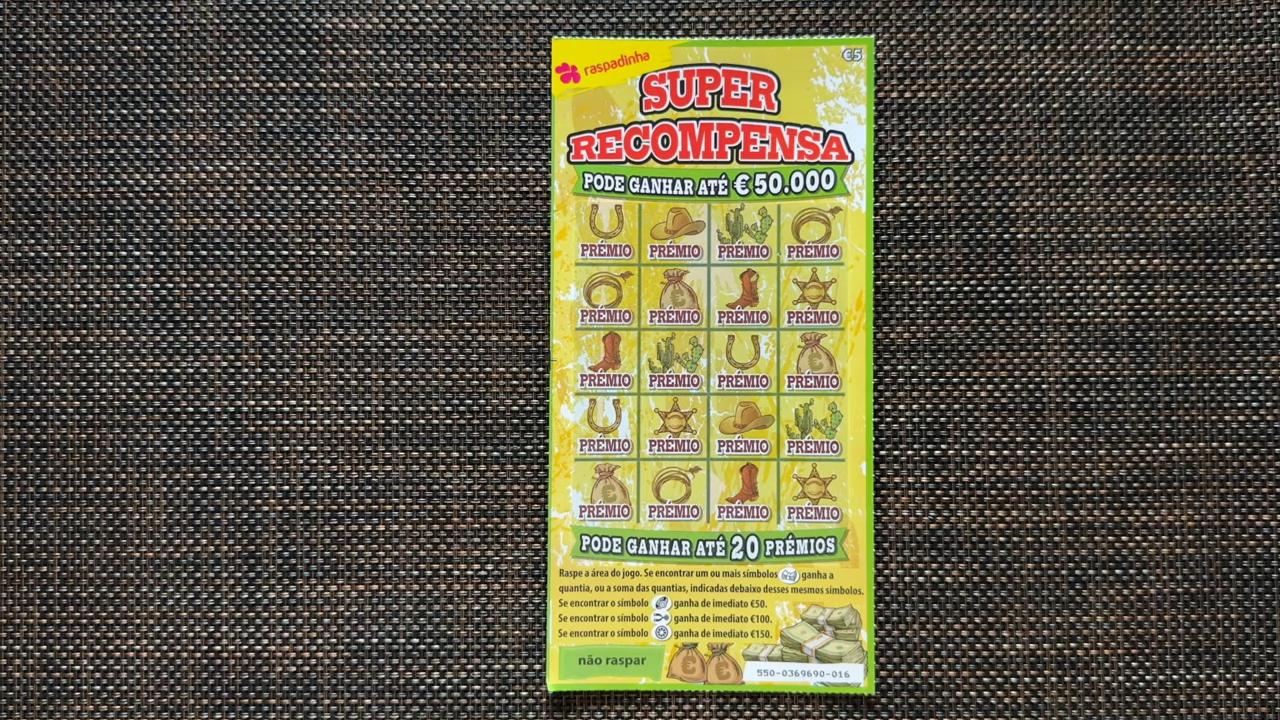 raspadinha
€5
SUPER
RECOMPENSA
PODE GANHAR ATÉ € 50.000
PRÉMIO PRÉMIO PRÉMIO PRÉMIO
PRÉMIO PRÉMIO PRÉMIO PRÉMIO
PRÉMIO PRÉMIO PRÉMIO PRÉMIO
PRÉMIO PRÉMIO PRÉMIO PRÉMIO
PRÉMIO PRÉMIO PRÉMIO PRÉMIO
PODE GANHAR ATÉ 20 PRÉMIOS
Raspe a área do jogo. Se encontrar um ou mais símbolos ganha a
quantia, ou a soma das quantias, indicadas debaixo desses mesmos símbolos.
Se encontrar o símbolo ganha de imediato €50.
Se encontrar o símbolo ganha de imediato €100.
Se encontrar o símbolo ganha de imediato €150.
não raspar
550-0369690-016